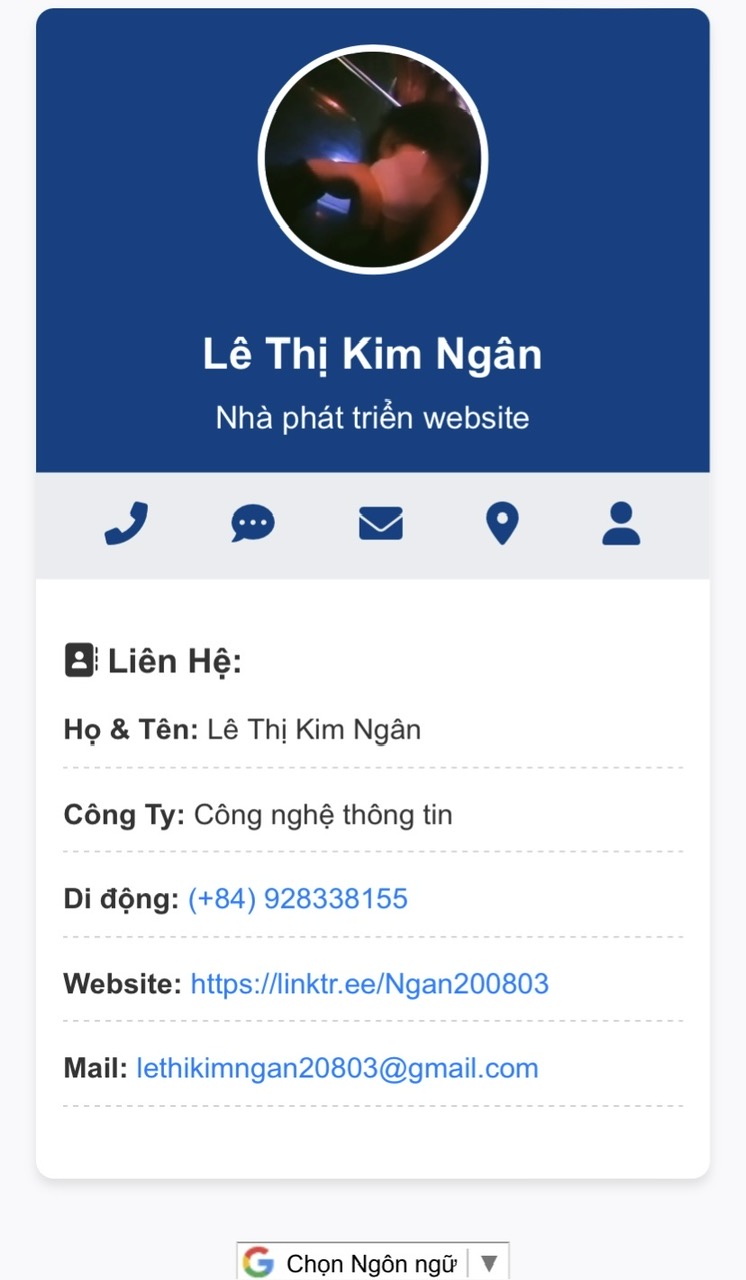 Lê Thị Kim Ngân
Nhà phát triển website
Liên Hệ:
Họ & Tên: Lê Thị Kim Ngân
Công Ty: Công nghệ thông tin
Di động: (+84) 928338155
Website: https://linktr.ee/Ngan200803
Mail: lethikimngan20803@gmail.com
Chọn Ngôn ngữ ▼